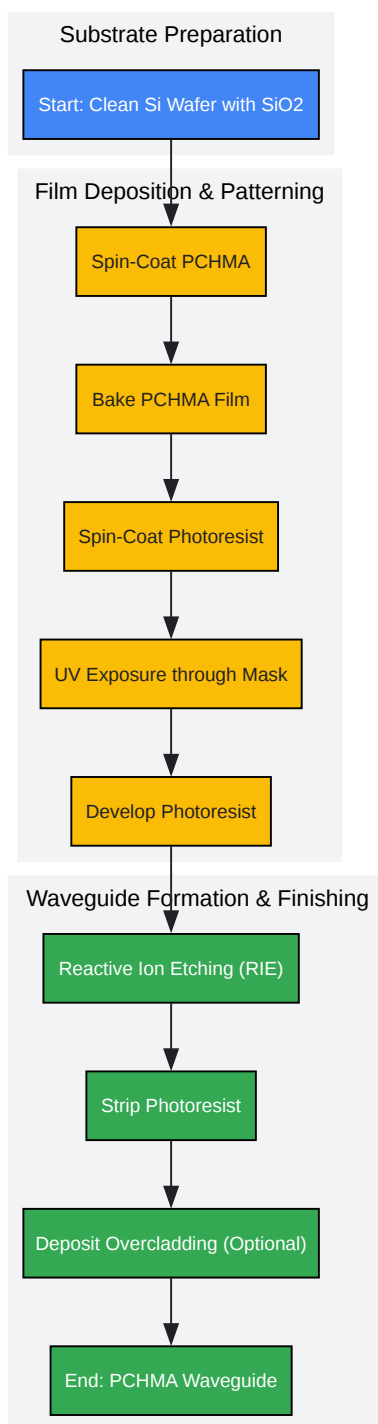 Substrate Preparation
Start: Clean Si Wafer with SiO2
Film Deposition & Patterning
Spin-Coat PCHMA
Bake PCHMA Film
Spin-Coat Photoresist
UV Exposure through Mask
Develop Photoresist
Waveguide Formation & Finishing
Reactive Ion Etching (RIE)
Strip Photoresist
Deposit Overcladding (Optional)
End: PCHMA Waveguide